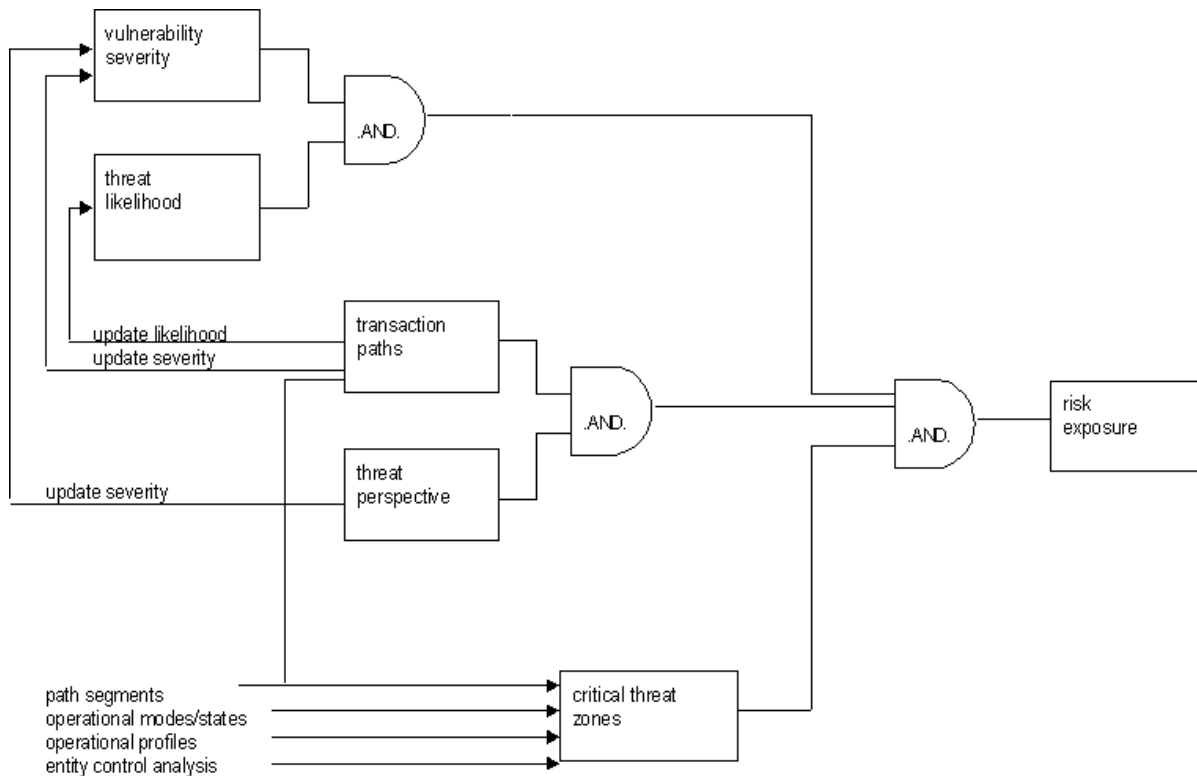 vulnerability
severity
.AND.
threat
likelihood
update likelihood
update severity
transaction
paths
.AND.
risk
exposure
.AND.
update severity
threat
perspective
path segments
operational modes/states
operational profiles
entity control analysis
critical threat
zones